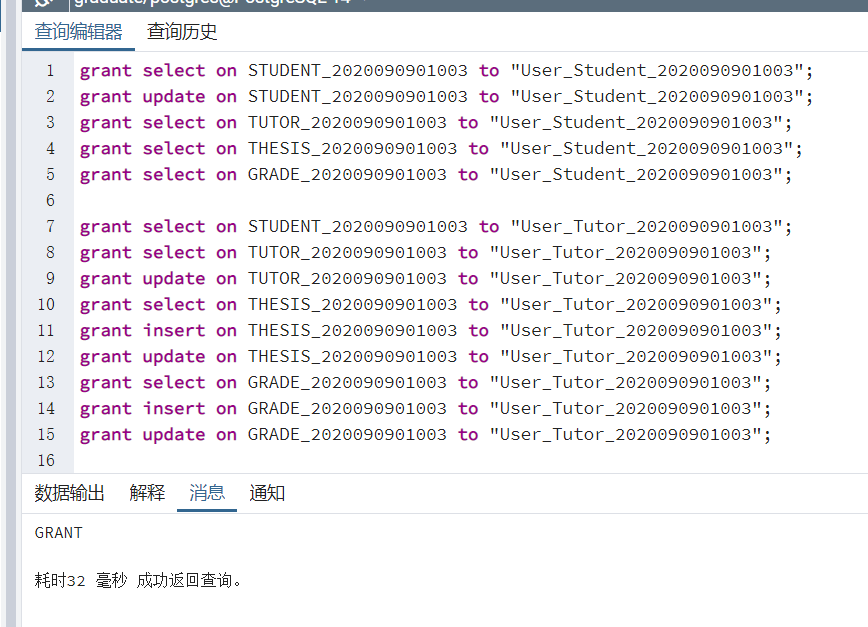 graduate/postgres@PostgreSQL 14
查询编辑器 查询历史
1 grant select on STUDENT_2020090901003 to "User_Student_2020090901003";
2 grant update on STUDENT_2020090901003 to "User_Student_2020090901003";
3 grant select on TUTOR_2020090901003 to "User_Student_2020090901003";
4 grant select on THESIS_2020090901003 to "User_Student_2020090901003";
5 grant select on GRADE_2020090901003 to "User_Student_2020090901003";
6
7 grant select on STUDENT_2020090901003 to "User_Tutor_2020090901003";
8 grant select on TUTOR_2020090901003 to "User_Tutor_2020090901003";
9 grant update on TUTOR_2020090901003 to "User_Tutor_2020090901003";
10 grant select on THESIS_2020090901003 to "User_Tutor_2020090901003";
11 grant insert on THESIS_2020090901003 to "User_Tutor_2020090901003";
12 grant update on THESIS_2020090901003 to "User_Tutor_2020090901003";
13 grant select on GRADE_2020090901003 to "User_Tutor_2020090901003";
14 grant insert on GRADE_2020090901003 to "User_Tutor_2020090901003";
15 grant update on GRADE_2020090901003 to "User_Tutor_2020090901003";
16
数据输出 解释 消息 通知
GRANT
耗时32 毫秒 成功返回查询。